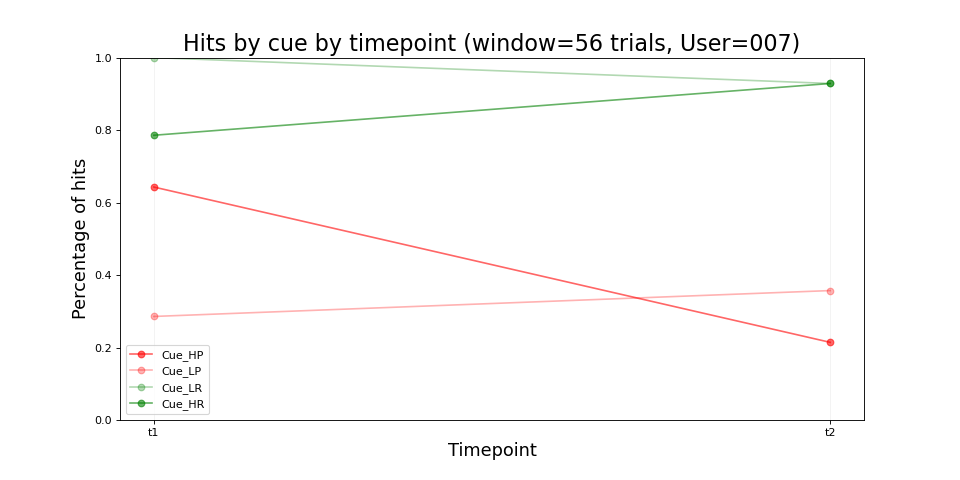 Hits by cue by timepoint (window=56 trials, User=007)
1.0
0.8
0.6
0.4
0.2
0.0
Percentage of hits
Cue_HP
Cue_LP
Cue_LR
Cue_HR
t1
t2
Timepoint